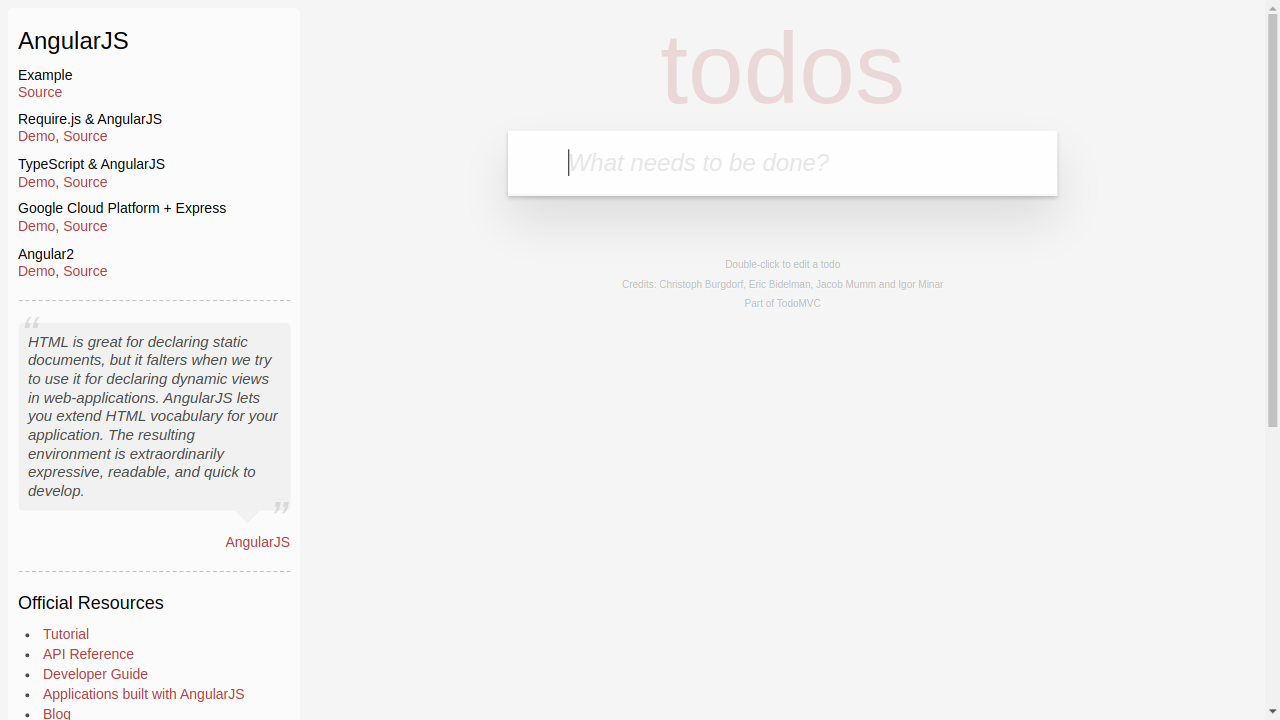 AngularJS
Example
Source
Require.js & AngularJS
Demo, Source
TypeScript & AngularJS
Demo, Source
Google Cloud Platform + Express
Demo, Source
Angular2
Demo, Source
“
HTML is great for declaring static
documents, but it falters when we try
to use it for declaring dynamic views
in web-applications. AngularJS lets
you extend HTML vocabulary for your
application. The resulting
environment is extraordinarily
expressive, readable, and quick to
develop.
”
AngularJS
Official Resources
• Tutorial
• API Reference
• Developer Guide
• Applications built with AngularJS
• Blog
todos
What needs to be done?
Double-click to edit a todo
Credits: Christoph Burgdorf, Eric Bidelman, Jacob Mumm and Igor Minar
Part of TodoMVC